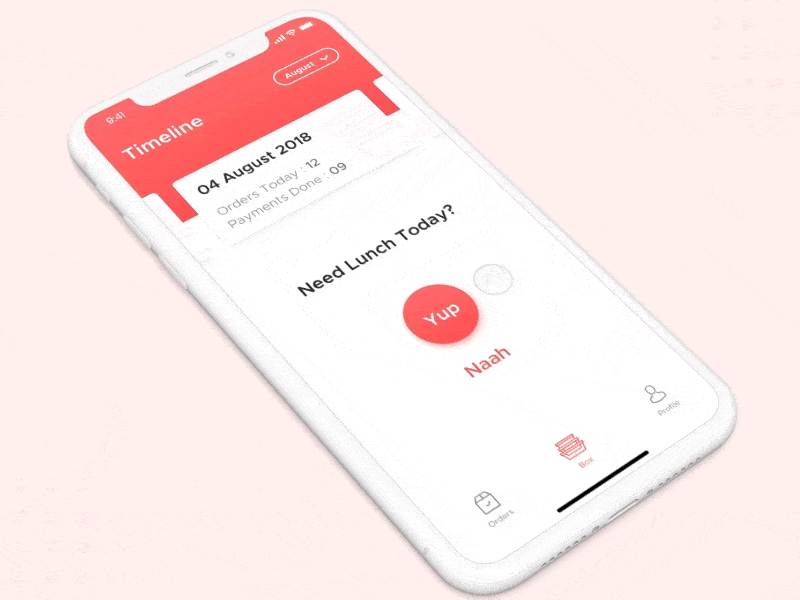 9:41
August
Timeline
04 August 2018
Orders Today : 12
Payments Done : 09
Need Lunch Today?
Yup
Naah
Orders
Box
Profile